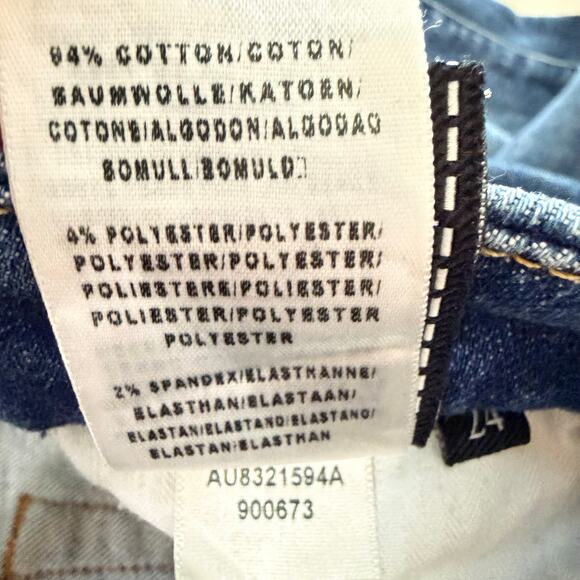 94% COTTON/COTON/
BAUMWOLLE/KATOEN/
COTONE/ALGODON/ALGODAO
BOMULL/BOMULD
4% POLYESTER/POLYESTER/
POLYESTER/POLYESTER/
POLIESTERE/POLIESTER/
POLIESTER/POLYESTER
POLYESTER
2% SPANDEX/ELASTHANNE/
ELASTHAN/ELASTAAN/
ELASTAN/ELASTANO/ELASTANO/
ELASTAN/ELASTHAN
24
AU8321594A
900673